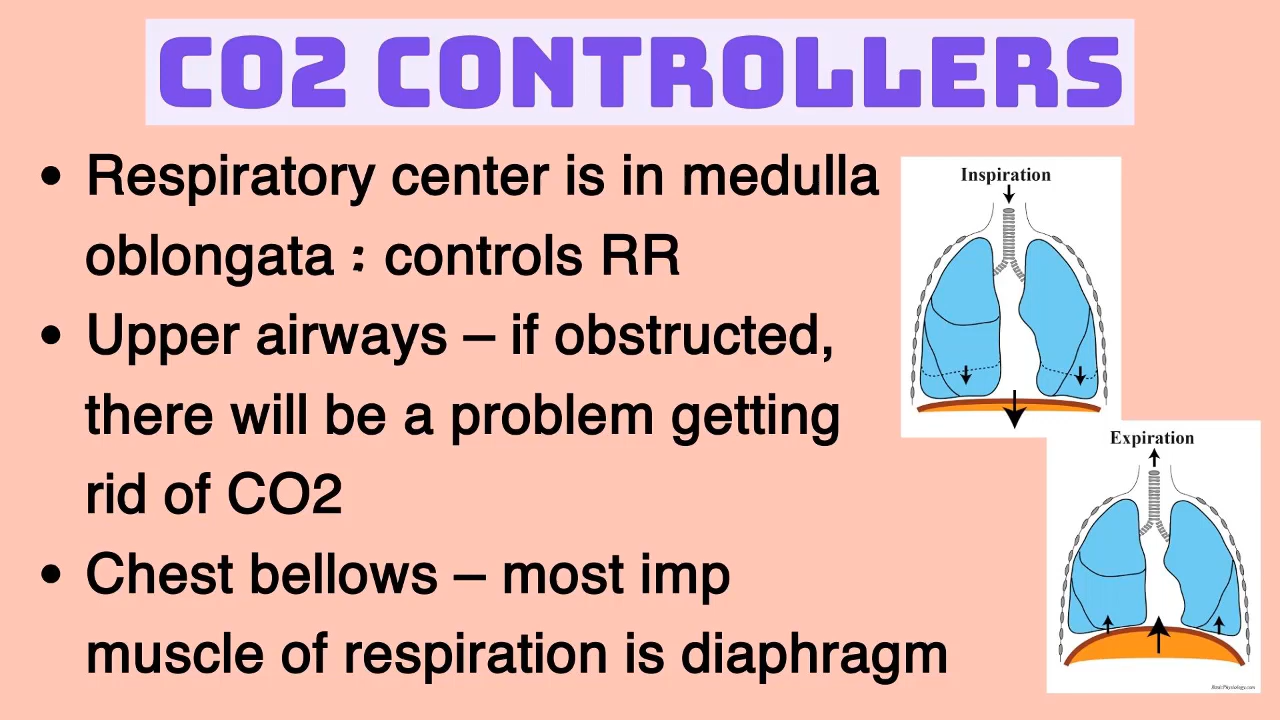 CO2 CONTROLLERS
• Respiratory center is in medulla
oblongata : controls RR
• Upper airways – if obstructed,
there will be a problem getting
rid of CO2
• Chest bellows – most imp
muscle of respiration is diaphragm
Inspiration
Expiration